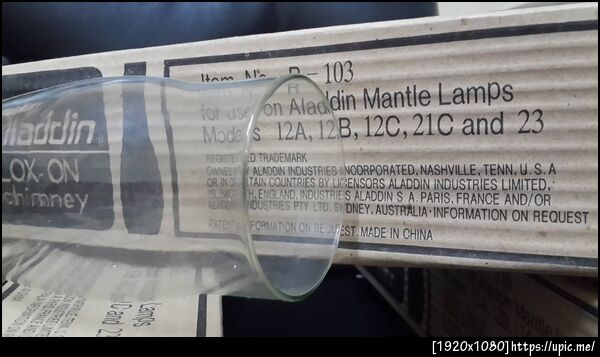 Item No's R-103
for use on Aladdin Mantle Lamps
Models 12A, 12B, 12C, 21C and 23
REGISTERED TRADEMARK
OWNED BY ALADDIN INDUSTRIES INCORPORATED, NASHVILLE, TENN, U.S.A
OR IN CERTAIN COUNTRIES BY LICENSORS ALADDIN INDUSTRIES LIMITED,
ENGLAND, INDUSTRIES ALADDIN S A. PARIS, FRANCE AND/OR
ALADDIN INDUSTRIES PTY. LTD. SYDNEY, AUSTRALIA · INFORMATION ON REQUEST
PATENT INFORMATION ON REQUEST. MADE IN CHINA
aladdin
LOX-ON
chimney
Lamps
and 23
[1920x1080]https://upic.me/